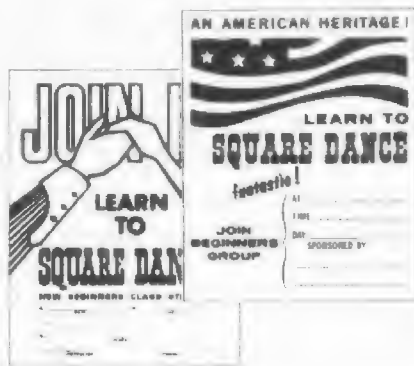 AN AMERICAN HERITAGE!
LEARN TO
SQUARE DANCE
fantastic!
AT
TIME
DAY
SPONSORED BY
JOIN
BEGINNERS
GROUP
JOIN
LEARN
TO
SQUARE DAN
NEW BEGINNERS CLASS